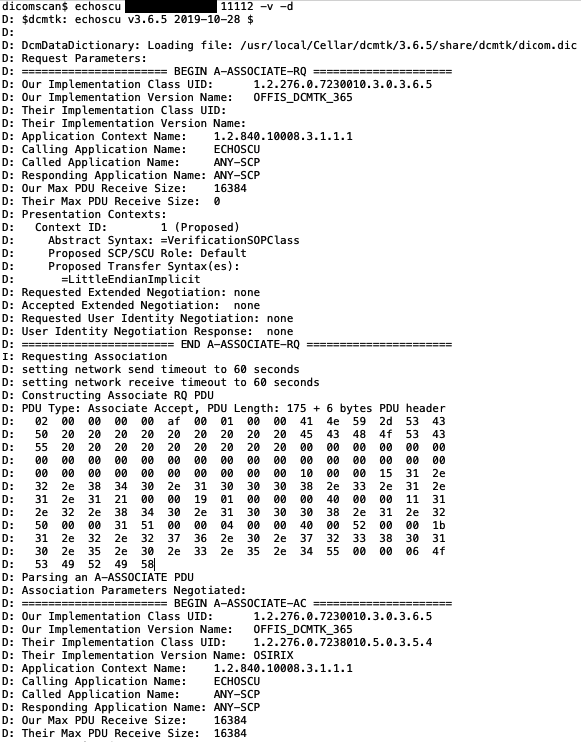 dicomscan$ echoscu 11112 -v -d
D: $dcmtk: echoscu v3.6.5 2019-10-28 $
D:
D: DcmDataDictionary: Loading file: /usr/local/Cellar/dcmtk/3.6.5/share/dcmtk/dicom.dic
D: Request Parameters:
D: ====================== BEGIN A-ASSOCIATE-RQ =====================
D: Our Implementation Class UID:      1.2.276.0.7230010.3.0.3.6.5
D: Our Implementation Version Name:   OFFIS_DCMTK_365
D: Their Implementation Class UID:
D: Their Implementation Version Name:
D: Application Context Name:    1.2.840.10008.3.1.1.1
D: Calling Application Name:    ECHOSCU
D: Called Application Name:     ANY-SCP
D: Responding Application Name: ANY-SCP
D: Our Max PDU Receive Size:    16384
D: Their Max PDU Receive Size:  0
D: Presentation Contexts:
D:   Context ID:        1 (Proposed)
D:     Abstract Syntax: =VerificationSOPClass
D:     Proposed SCP/SCU Role: Default
D:     Proposed Transfer Syntax(es):
D:       =LittleEndianImplicit
D: Requested Extended Negotiation: none
D: Accepted Extended Negotiation:  none
D: Requested User Identity Negotiation: none
D: User Identity Negotiation Response:  none
D: ======================= END A-ASSOCIATE-RQ ======================
I: Requesting Association
D: setting network send timeout to 60 seconds
D: setting network receive timeout to 60 seconds
D: Constructing Associate RQ PDU
D: PDU Type: Associate Accept, PDU Length: 175 + 6 bytes PDU header
D:   02  00  00  00  00  af  00  01  00  00  41  4e  59  2d  53  43
D:   50  20  20  20  20  20  20  20  20  20  45  43  48  4f  53  43
D:   55  20  20  20  20  20  20  20  20  20  00  00  00  00  00  00
D:   00  00  00  00  00  00  00  00  00  00  00  00  00  00  00  00
D:   00  00  00  00  00  00  00  00  00  00  10  00  00  15  31  2e
D:   32  2e  38  34  30  2e  31  30  30  30  38  2e  33  2e  31  2e
D:   31  2e  31  21  00  00  19  01  00  00  00  40  00  00  11  31
D:   2e  32  2e  38  34  30  2e  31  30  30  30  38  2e  31  2e  32
D:   50  00  00  31  51  00  00  04  00  00  40  00  52  00  00  1b
D:   31  2e  32  2e  32  37  36  2e  30  2e  37  32  33  38  30  31
D:   30  2e  35  2e  30  2e  33  2e  35  2e  34  55  00  00  06  4f
D:   53  49  52  49  58
D: Parsing an A-ASSOCIATE PDU
D: Association Parameters Negotiated:
D: ====================== BEGIN A-ASSOCIATE-AC =====================
D: Our Implementation Class UID:      1.2.276.0.7230010.3.0.3.6.5
D: Our Implementation Version Name:   OFFIS_DCMTK_365
D: Their Implementation Class UID:    1.2.276.0.7238010.5.0.3.5.4
D: Their Implementation Version Name: OSIRIX
D: Application Context Name:    1.2.840.10008.3.1.1.1
D: Calling Application Name:    ECHOSCU
D: Called Application Name:     ANY-SCP
D: Responding Application Name: ANY-SCP
D: Our Max PDU Receive Size:    16384
D: Their Max PDU Receive Size:  16384